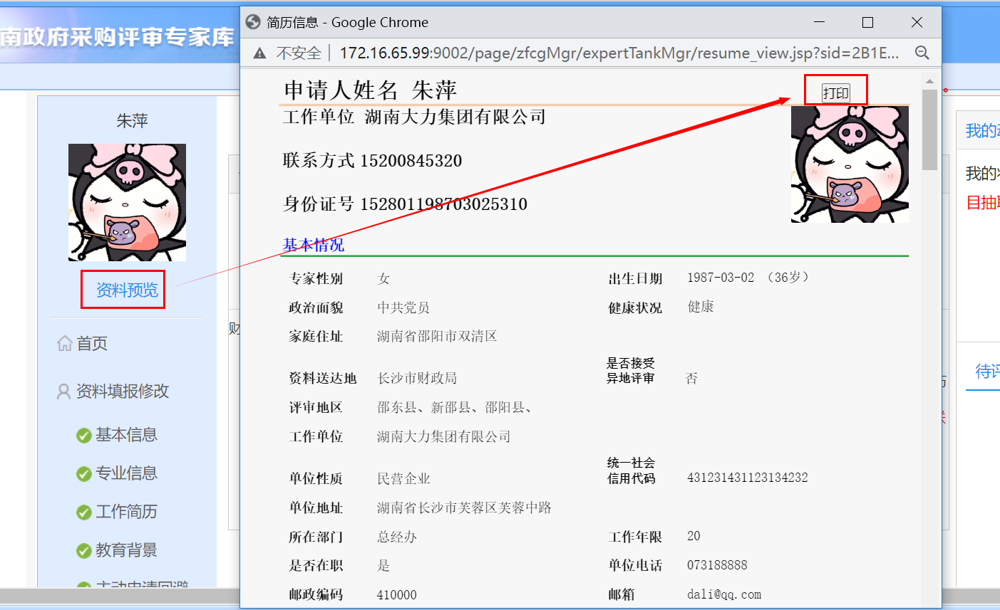 南政府采购评审专家库
朱萍
资料预览
首页
资料填报修改
基本信息
专业信息
工作简历
教育背景
主动申请回避
财
简历信息 - Google Chrome
不安全 172.16.65.99:9002/page/zfcgMgr/expertTankMgr/resume_view.jsp?sid=2B1E...
申请人姓名 朱萍
打印
工作单位 湖南大力集团有限公司
联系方式 15200845320
身份证号 152801198703025310
基本情况
专家性别 女 出生日期 1987-03-02 （36岁）
政治面貌 中共党员 健康状况 健康
家庭住址 湖南省邵阳市双清区
资料送达地 长沙市财政局 是否接受
异地评审 否
评审地区 邵东县、新邵县、邵阳县、
工作单位 湖南大力集团有限公司
单位性质 民营企业 统一社会
信用代码 431231431123134232
单位地址 湖南省长沙市芙蓉区芙蓉中路
所在部门 总经办 工作年限 20
是否在职 是 单位电话 073188888
邮政编码 410000 邮箱 dali@qq.com
我的
我的
目抽
待评